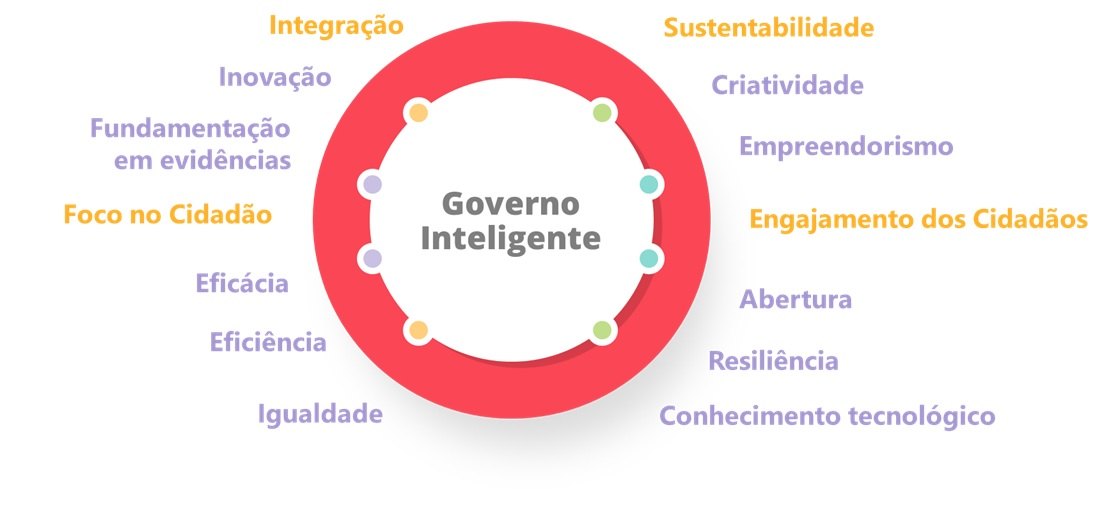 Integração
Inovação
Fundamentação
em evidências
Foco no Cidadão
Eficácia
Eficiência
Igualdade
Governo
Inteligente
Sustentabilidade
Criatividade
Empreendorismo
Engajamento dos Cidadãos
Abertura
Resiliência
Conhecimento tecnológico